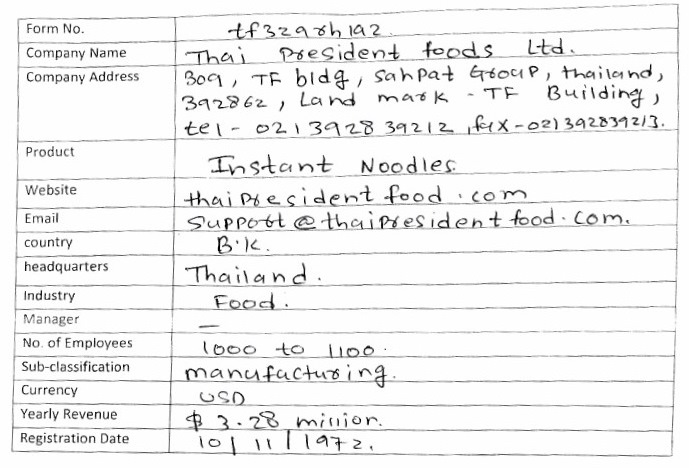 Form No. tf329rh192
Company Name Thai President foods Ltd.
Company Address 309, TF bldg, sahpat Group, thailand,
392862, Land mark - TF Building,
tel - 02139283921​2, fax - 021392839213.
Product Instant Noodles.
Website thaipresidentfood.com
Email Support@thaipresidentfood.com.
country B.K.
headquarters Thailand.
Industry Food.
Manager —
No. of Employees 1000 to 1100.
Sub-classification manufacturing.
Currency USD
Yearly Revenue $ 3.28 million.
Registration Date 10/11/1972.